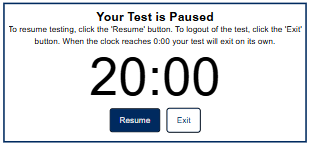 Your Test is Paused
To resume testing, click the 'Resume' button. To logout of the test, click the 'Exit'
button. When the clock reaches 0:00 your test will exit on its own.
20:00
Resume Exit